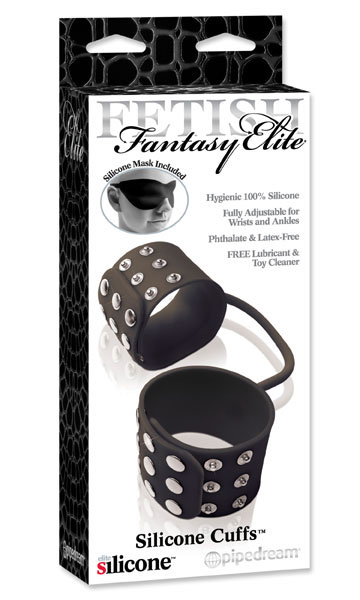 FETISH
Fantasy Elite
Silicone Mask Included
Hygienic 100% Silicone
Fully Adjustable for
Wrists and Ankles
Phthalate & Latex-Free
FREE Lubricant &
Toy Cleaner
Silicone Cuffs™
elite
silicone™
pipedream®